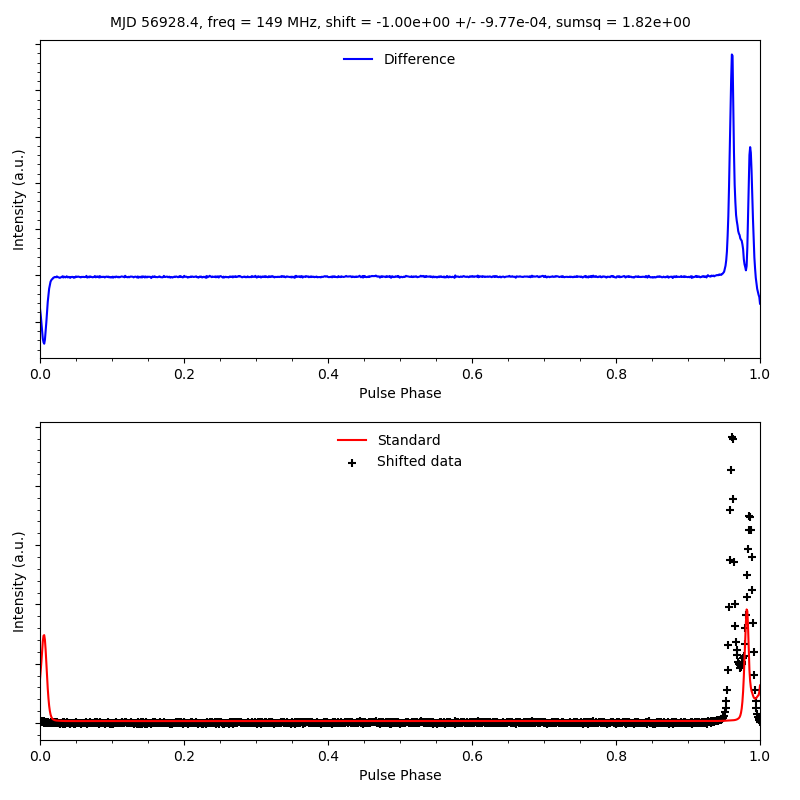 MJD 56928.4, freq = 149 MHz, shift = -1.00e+00 +/- -9.77e-04, sumsq = 1.82e+00
Difference
Intensity (a.u.)
0.0 0.2 0.4 0.6 0.8 1.0
Pulse Phase
Standard
Shifted data
Intensity (a.u.)
0.0 0.2 0.4 0.6 0.8 1.0
Pulse Phase